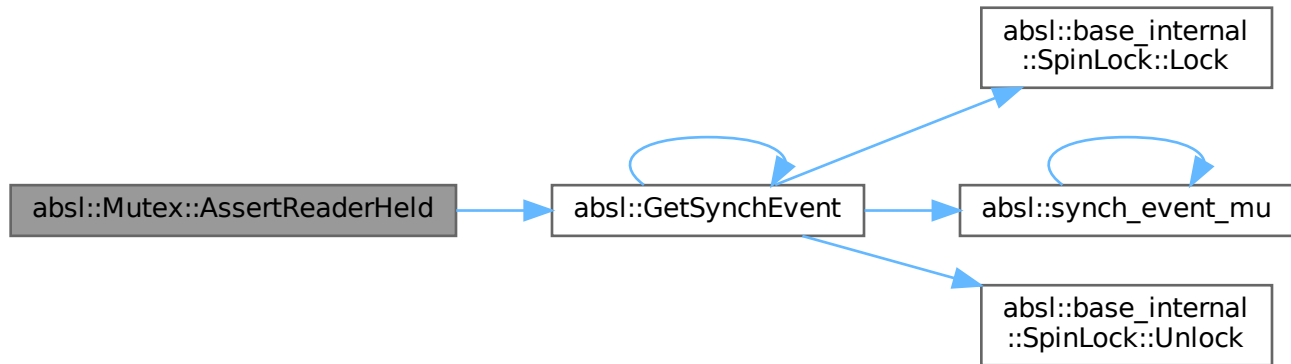 absl::Mutex::AssertReaderHeld
absl::GetSynchEvent
absl::base_internal
::SpinLock::Lock
absl::synch_event_mu
absl::base_internal
::SpinLock::Unlock